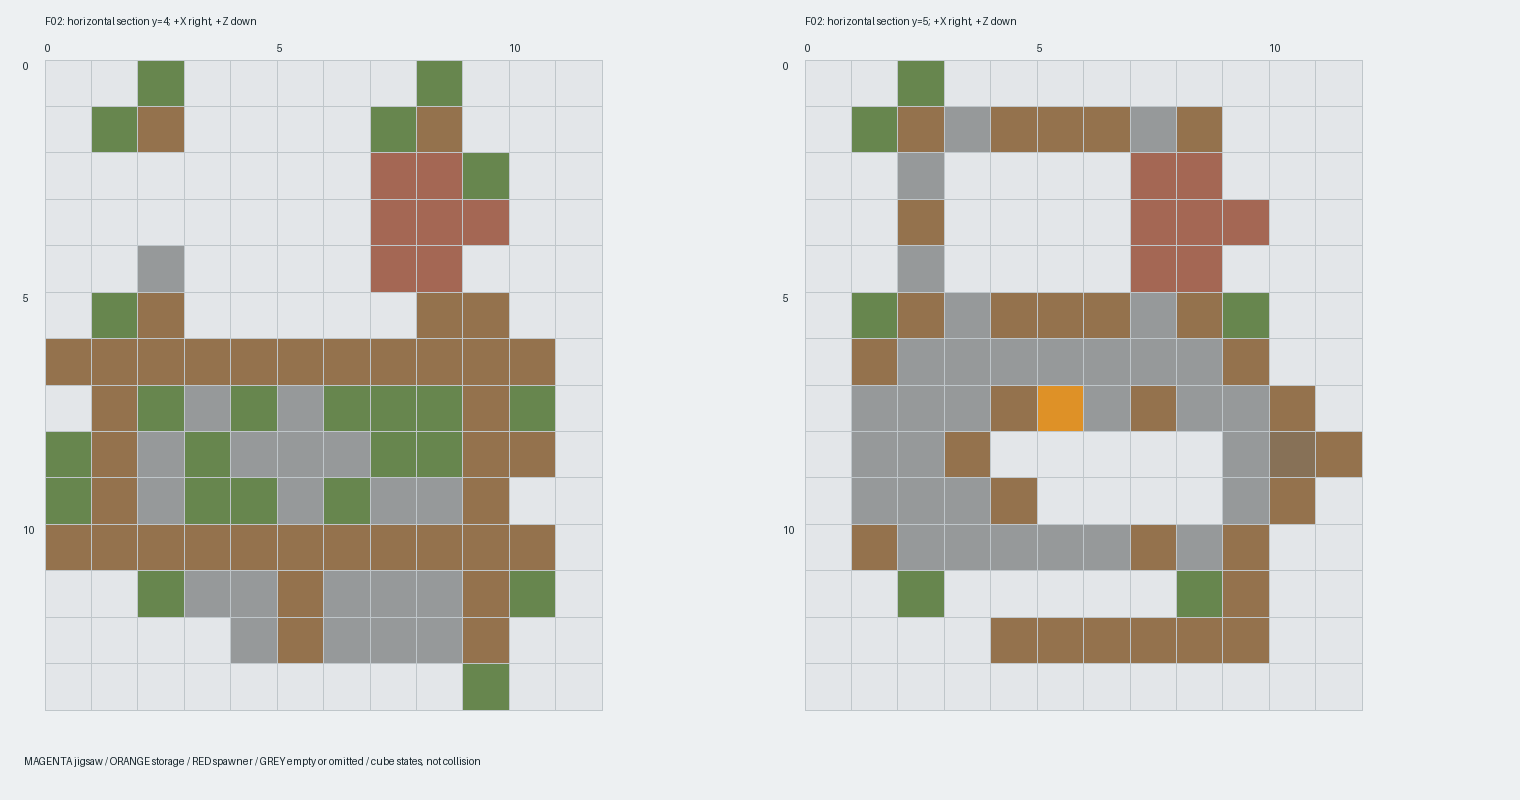 F02: horizontal section y=4; +X right, +Z down
F02: horizontal section y=5; +X right, +Z down
0 5 10
0 5 10
0
0
5
5
10
10
MAGENTA jigsaw / ORANGE storage / RED spawner / GREY empty or omitted / cube states, not collision